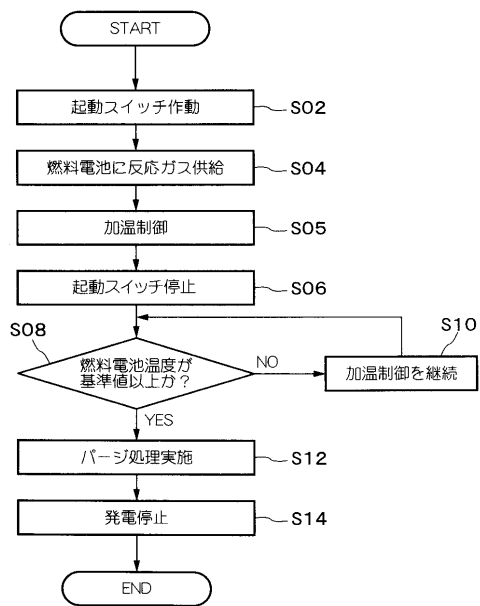 START
起動スイッチ作動
S02
燃料電池に反応ガス供給
S04
加温制御
S05
起動スイッチ停止
S06
S08
燃料電池温度が
基準値以上か？
NO
S10
加温制御を継続
YES
パージ処理実施
S12
発電停止
S14
END